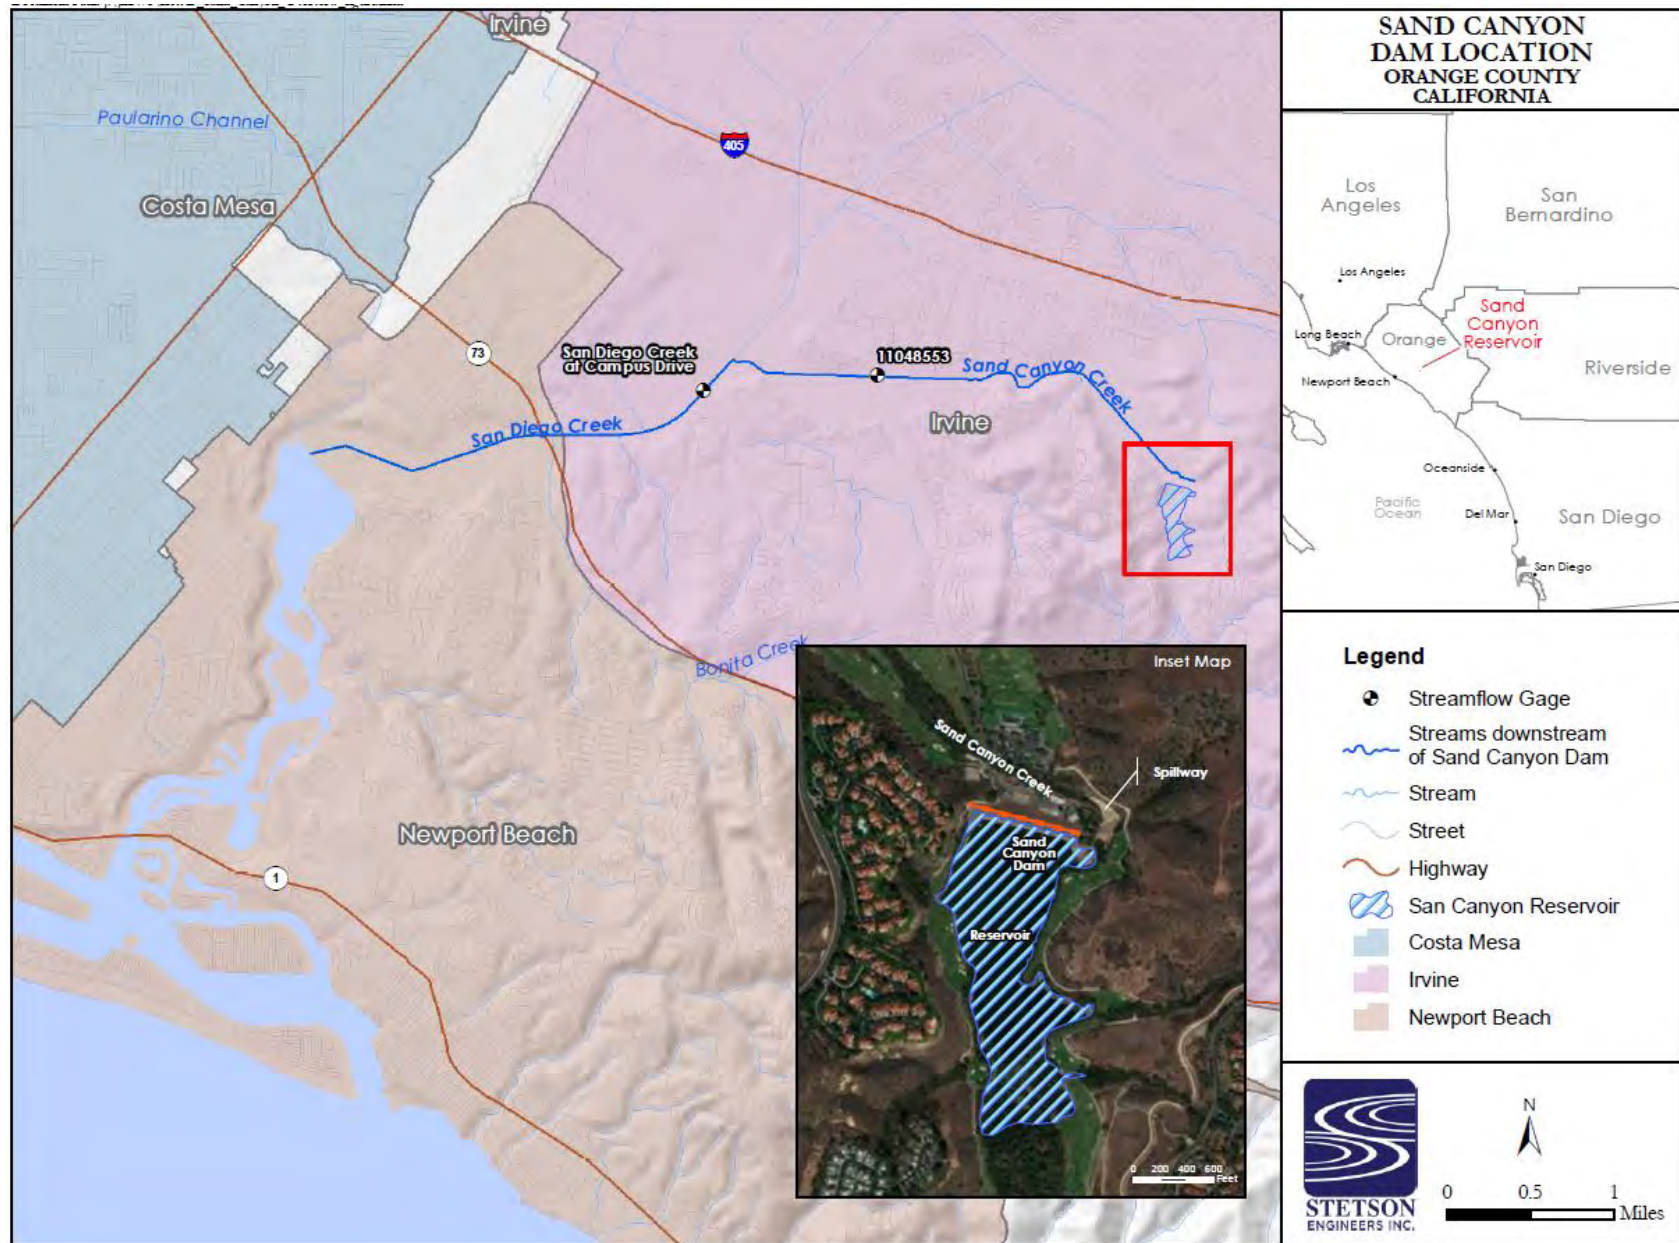 Irvine
Paularino Channel
405
Costa Mesa
73
San Diego Creek
at Campus Drive
11048553
Sand Canyon Creek
San Diego Creek
Irvine
Bonita Creek
Newport Beach
1
Inset Map
Sand Canyon Creek
Spillway
Sand
Canyon
Dam
Reservoir
0 200 400 600
Feet
SAND CANYON
DAM LOCATION
ORANGE COUNTY
CALIFORNIA
Los
Angeles
San
Bernardino
Los Angeles
Sand
Canyon
Reservoir
Long Beach
Orange
Riverside
Newport Beach
Oceanside
Pacific
Ocean
Del Mar
San Diego
San Diego
Legend
Streamflow Gage
Streams downstream
of Sand Canyon Dam
Stream
Street
Highway
San Canyon Reservoir
Costa Mesa
Irvine
Newport Beach
STETSON
ENGINEERS INC.
N
0 0.5 1
Miles